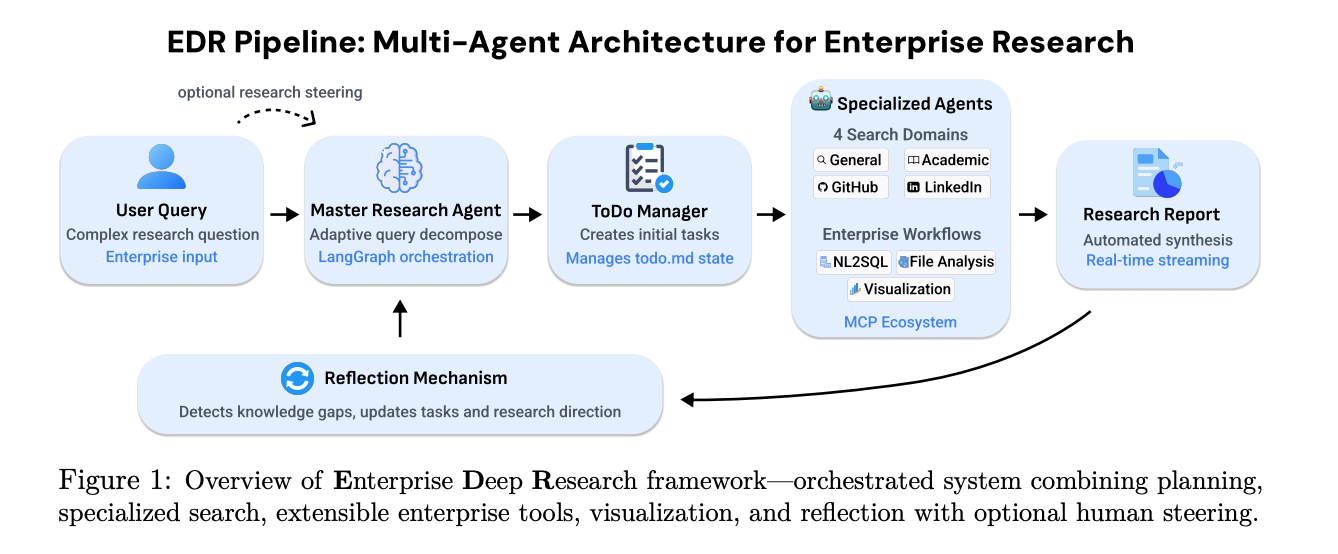 EDR Pipeline: Multi-Agent Architecture for Enterprise Research
optional research steering
User Query
Complex research question
Enterprise input
Master Research Agent
Adaptive query decompose
LangGraph orchestration
ToDo Manager
Creates initial tasks
Manages todo.md state
Specialized Agents
4 Search Domains
General
Academic
GitHub
LinkedIn
Enterprise Workflows
NL2SQL
File Analysis
Visualization
MCP Ecosystem
Research Report
Automated synthesis
Real-time streaming
Reflection Mechanism
Detects knowledge gaps, updates tasks and research direction
Figure 1: Overview of Enterprise Deep Research framework—orchestrated system combining planning,
specialized search, extensible enterprise tools, visualization, and reflection with optional human steering.